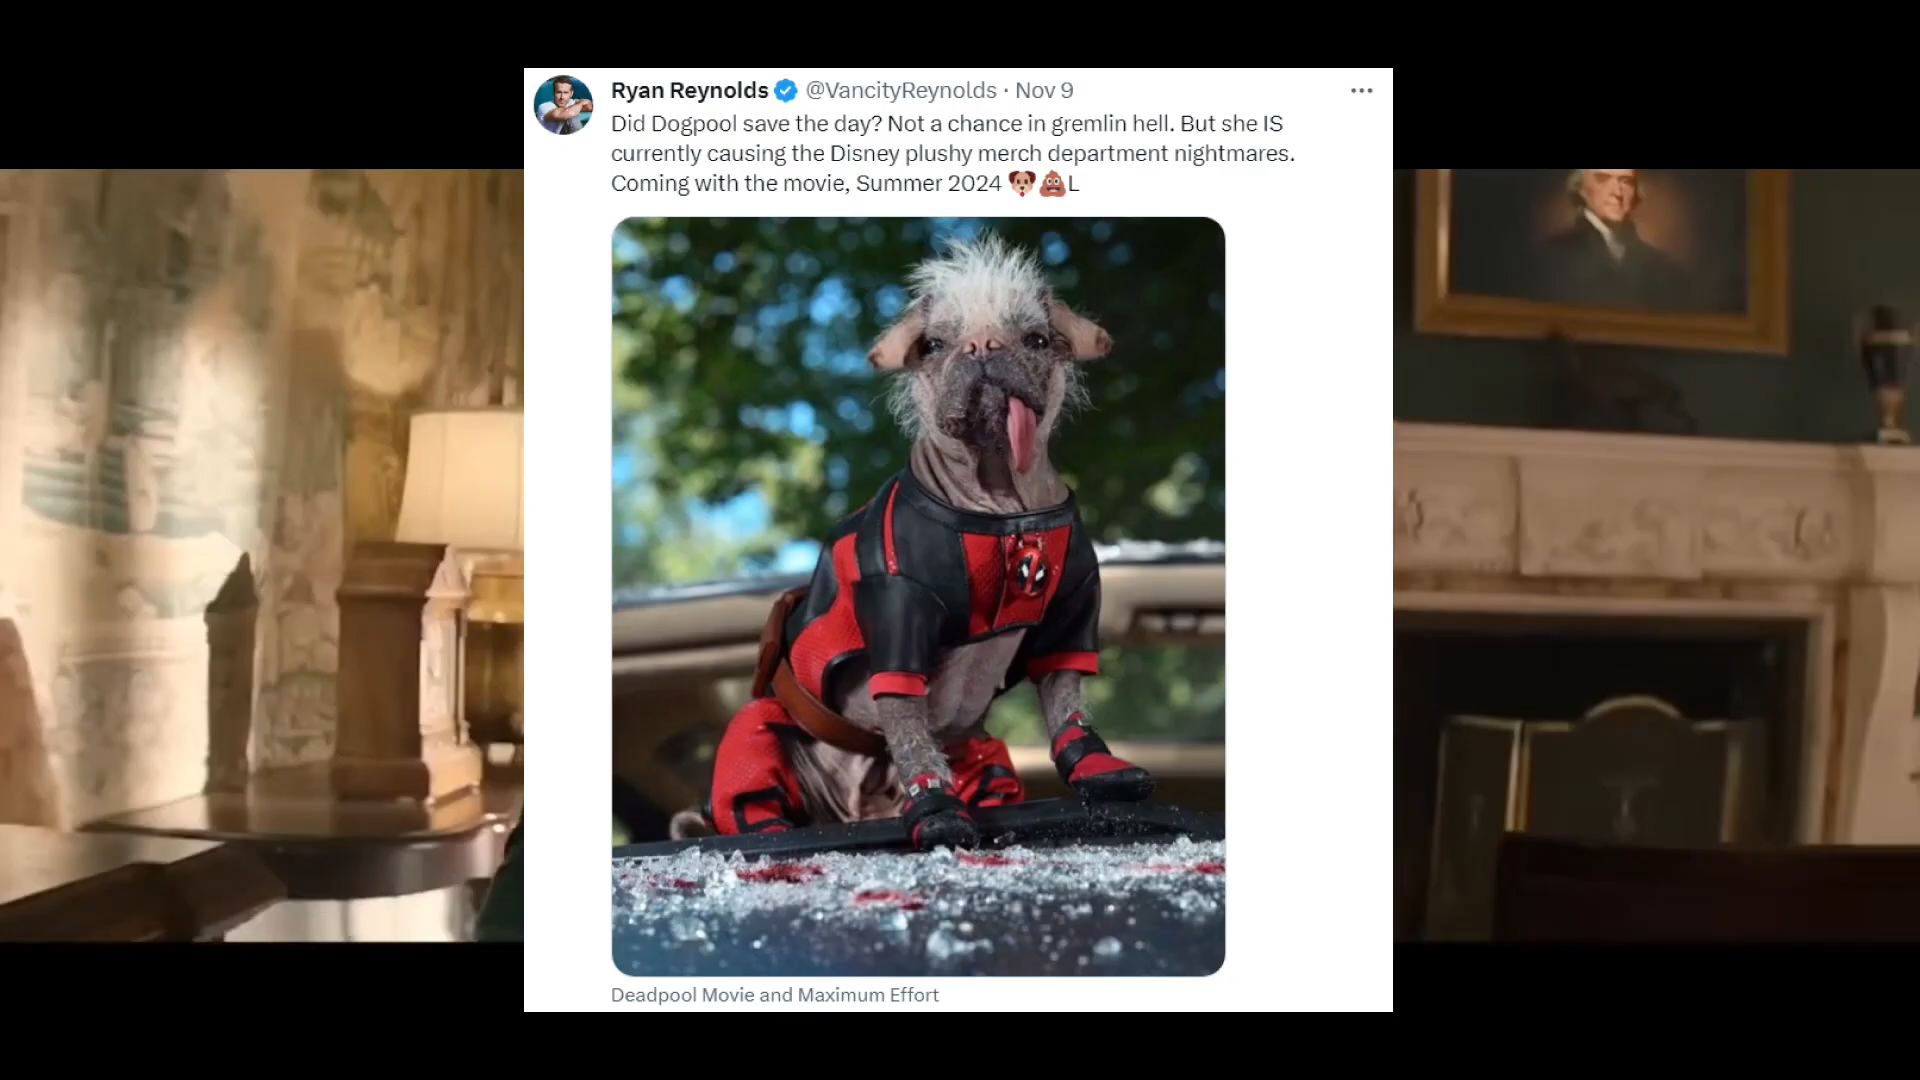 Ryan Reynolds @VancityReynolds · Nov 9
Did Dogpool save the day? Not a chance in gremlin hell. But she IS
currently causing the Disney plushy merch department nightmares.
Coming with the movie, Summer 2024 🐶💩L
Deadpool Movie and Maximum Effort